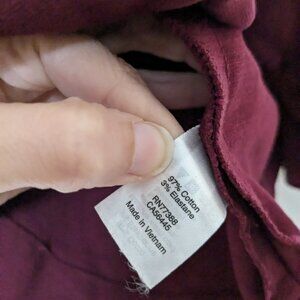 97% Cotton
3% Elastane
RN77388
CA56445
Made in Vietnam